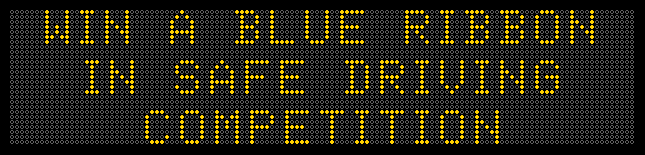 WIN A BLUE RIBBON
IN SAFE DRIVING
COMPETITION